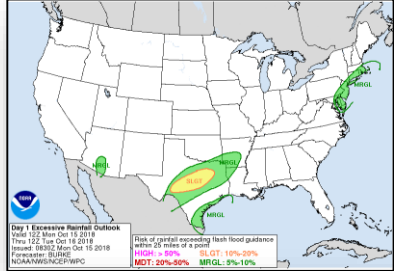 MRGL
MRGL
MRGL
SLGT
MRGL
NOAA
Day 1 Excessive Rainfall Outlook
Valid 12Z Mon Oct 15 2018
Thru 12Z Tue Oct 16 2018
Issued: 0830Z Mon Oct 15 2018
Forecaster: BURKE
NOAA/NWS/NCEP/WPC
Risk of rainfall exceeding flash flood guidance
within 25 miles of a point
HIGH: > 50% SLGT: 10%-20%
MDT: 20%-50% MRGL: 5%-10%